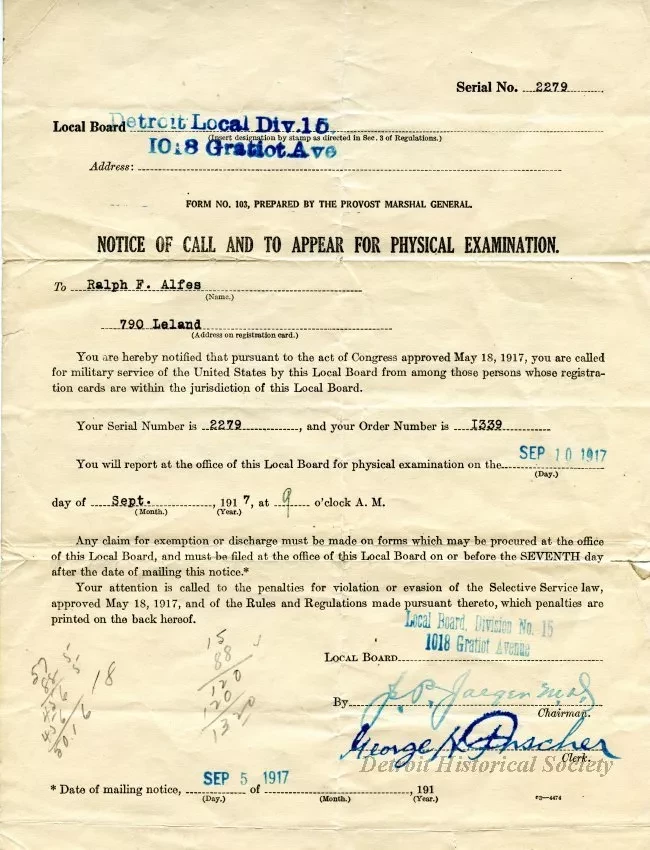 Serial No. 2279
Local Board Detroit Local Div.15
(Insert designation by stamp as directed in Sec. 3 of Regulations.)
1018 Gratiot Ave
Address:
FORM NO. 103, PREPARED BY THE PROVOST MARSHAL GENERAL.
NOTICE OF CALL AND TO APPEAR FOR PHYSICAL EXAMINATION.
To Ralph F. Alfes
(Name.)
790 Leland
(Address on registration card.)
You are hereby notified that pursuant to the act of Congress approved May 18, 1917, you are called
for military service of the United States by this Local Board from among those persons whose registra-
tion cards are within the jurisdiction of this Local Board.
Your Serial Number is 2279, and your Order Number is 1339
You will report at the office of this Local Board for physical examination on the SEP 10 1917
(Day.)
day of Sept., 1917, at 9 o'clock A. M.
(Month.) (Year.)
Any claim for exemption or discharge must be made on forms which may be procured at the office
of this Local Board, and must be filed at the office of this Local Board on or before the SEVENTH day
after the date of mailing this notice.*
Your attention is called to the penalties for violation or evasion of the Selective Service law,
approved May 18, 1917, and of the Rules and Regulations made pursuant thereto, which penalties are
printed on the back hereof.
Local Board, Division No. 15
1018 Gratiot Avenue
LOCAL BOARD
15
88
120
120
1320
18
By J. P. Jaeger M.D.
Chairman.
George H.
Clerk.
Detroit Historical Society
* Date of mailing notice, SEP 5 1917 of , 191
(Day.) (Month.) (Year.)